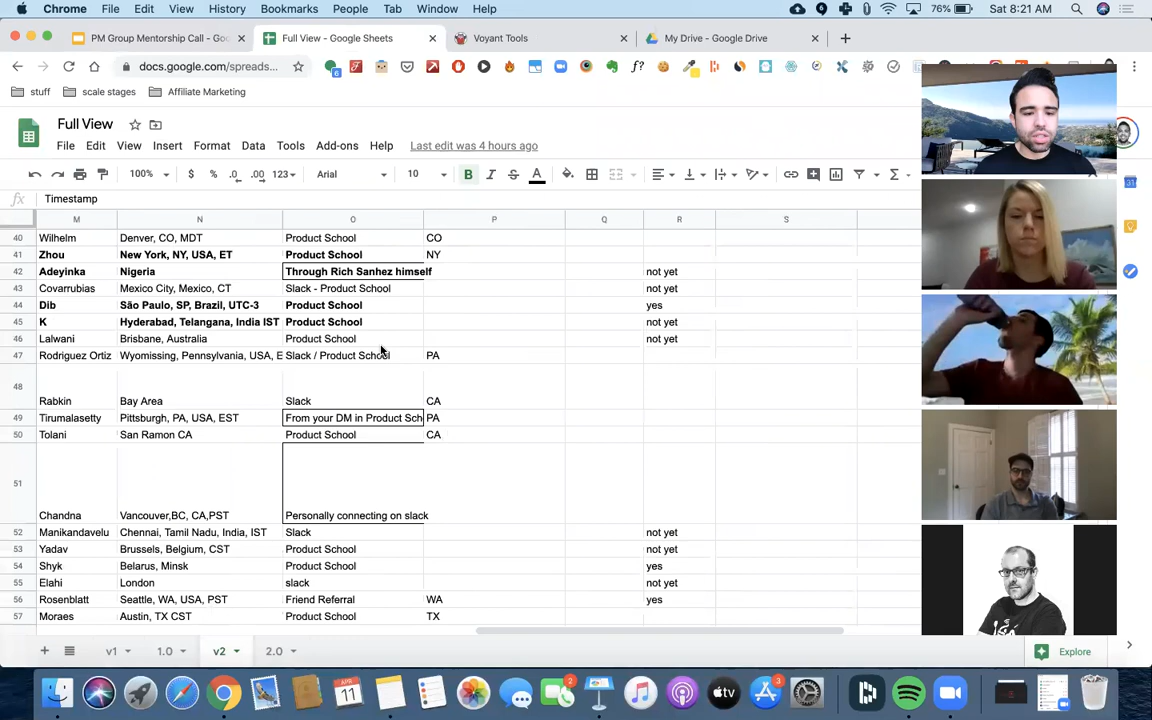 Chrome File Edit View History Bookmarks People Tab Window Help 76% Sat 8:21 AM
PM Group Mentorship Call - Goo Full View - Google Sheets Voyant Tools My Drive - Google Drive
docs.google.com/spreads... 6 f?
stuff scale stages Affiliate Marketing
Full View
File Edit View Insert Format Data Tools Add-ons Help Last edit was 4 hours ago
100% $ % .0 .00 123 Arial 10 B I S A
fx Timestamp
M N O P Q R S
40 Wilhelm Denver, CO, MDT Product School CO
41 Zhou New York, NY, USA, ET Product School NY
42 Adeyinka Nigeria Through Rich Sanhez himself not yet
43 Covarrubias Mexico City, Mexico, CT Slack - Product School not yet
44 Dib São Paulo, SP, Brazil, UTC-3 Product School yes
45 K Hyderabad, Telangana, India IST Product School not yet
46 Lalwani Brisbane, Australia Product School not yet
47 Rodriguez Ortiz Wyomissing, Pennsylvania, USA, E Slack / Product School PA
48 Rabkin Bay Area Slack CA
49 Tirumalasetty Pittsburgh, PA, USA, EST From your DM in Product Sch PA
50 Tolani San Ramon CA Product School CA
51 Chandna Vancouver,BC, CA,PST Personally connecting on slack
52 Manikandavelu Chennai, Tamil Nadu, India, IST Slack not yet
53 Yadav Brussels, Belgium, CST Product School not yet
54 Shyk Belarus, Minsk Product School yes
55 Elahi London slack not yet
56 Rosenblatt Seattle, WA, USA, PST Friend Referral WA yes
57 Moraes Austin, TX CST Product School TX
v1 1.0 v2 2.0 Explore
APR 11 2 3